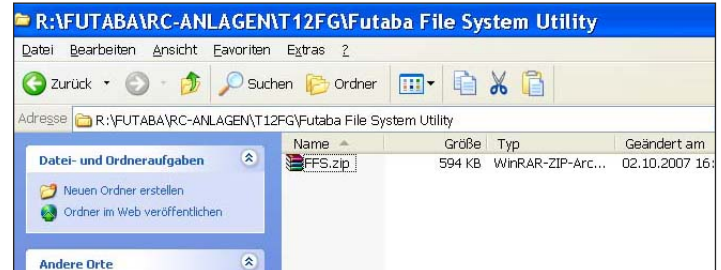 R:\FUTABA\RC-ANLAGEN\T12FG\Futaba File System Utility
Datei Bearbeiten Ansicht Favoriten Extras ?
Zurück Suchen Ordner
Adresse R:\FUTABA\RC-ANLAGEN\T12FG\Futaba File System Utility
Name Größe Typ Geändert am
FFS.zip 594 KB WinRAR-ZIP-Arc... 02.10.2007 16:
Datei- und Ordneraufgaben
Neuen Ordner erstellen
Ordner im Web veröffentlichen
Andere Orte